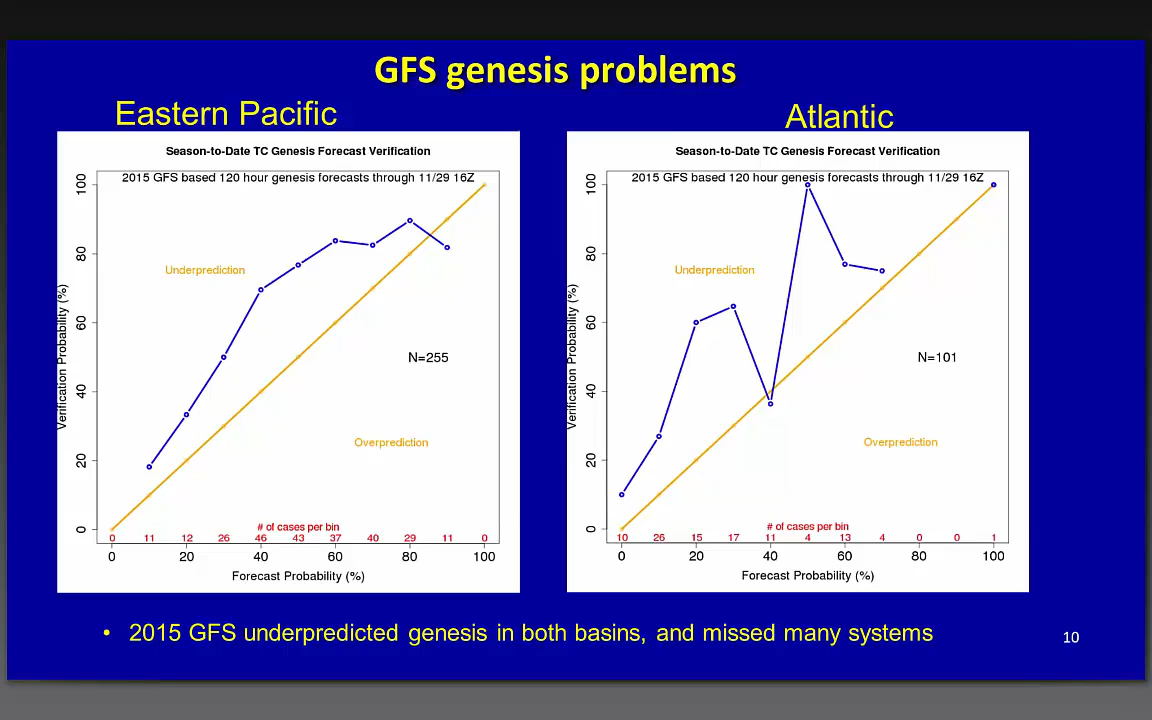 GFS genesis problems
Eastern Pacific
Season-to-Date TC Genesis Forecast Verification
2015 GFS based 120 hour genesis forecasts through 11/29 16Z
Verification Probability (%)
100
80
60
40
20
0
Underprediction
N=255
Overprediction
# of cases per bin
0 11 12 26 46 43 37 40 29 11 0
0 20 40 60 80 100
Forecast Probability (%)
Atlantic
Season-to-Date TC Genesis Forecast Verification
2015 GFS based 120 hour genesis forecasts through 11/29 16Z
Verification Probability (%)
100
80
60
40
20
0
Underprediction
N=101
Overprediction
# of cases per bin
10 26 15 17 11 4 13 4 0 0 1
0 20 40 60 80 100
Forecast Probability (%)
• 2015 GFS underpredicted genesis in both basins, and missed many systems
10